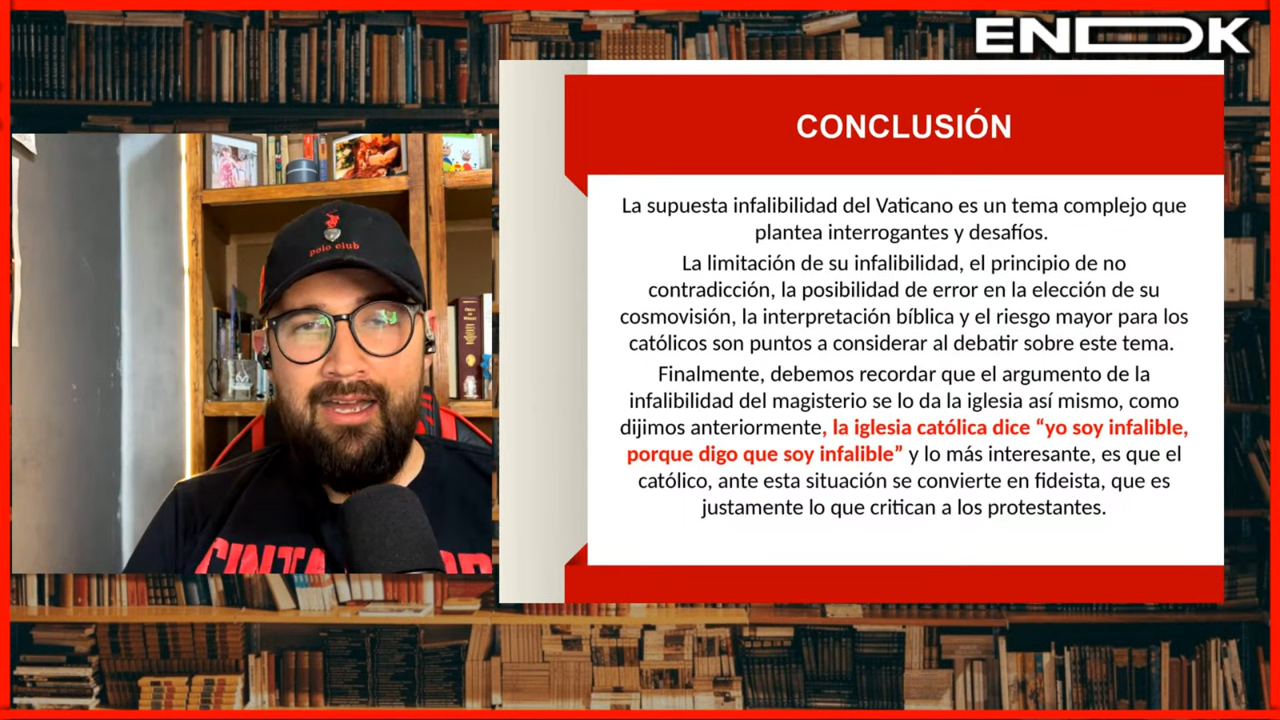 ENDK
CONCLUSIÓN
La supuesta infalibilidad del Vaticano es un tema complejo que
plantea interrogantes y desafíos.
La limitación de su infalibilidad, el principio de no
contradicción, la posibilidad de error en la elección de su
cosmovisión, la interpretación bíblica y el riesgo mayor para los
católicos son puntos a considerar al debatir sobre este tema.
Finalmente, debemos recordar que el argumento de la
infalibilidad del magisterio se lo da la iglesia así mismo, como
dijimos anteriormente, la iglesia católica dice “yo soy infalible,
porque digo que soy infalible” y lo más interesante, es que el
católico, ante esta situación se convierte en fideista, que es
justamente lo que critican a los protestantes.
polo club